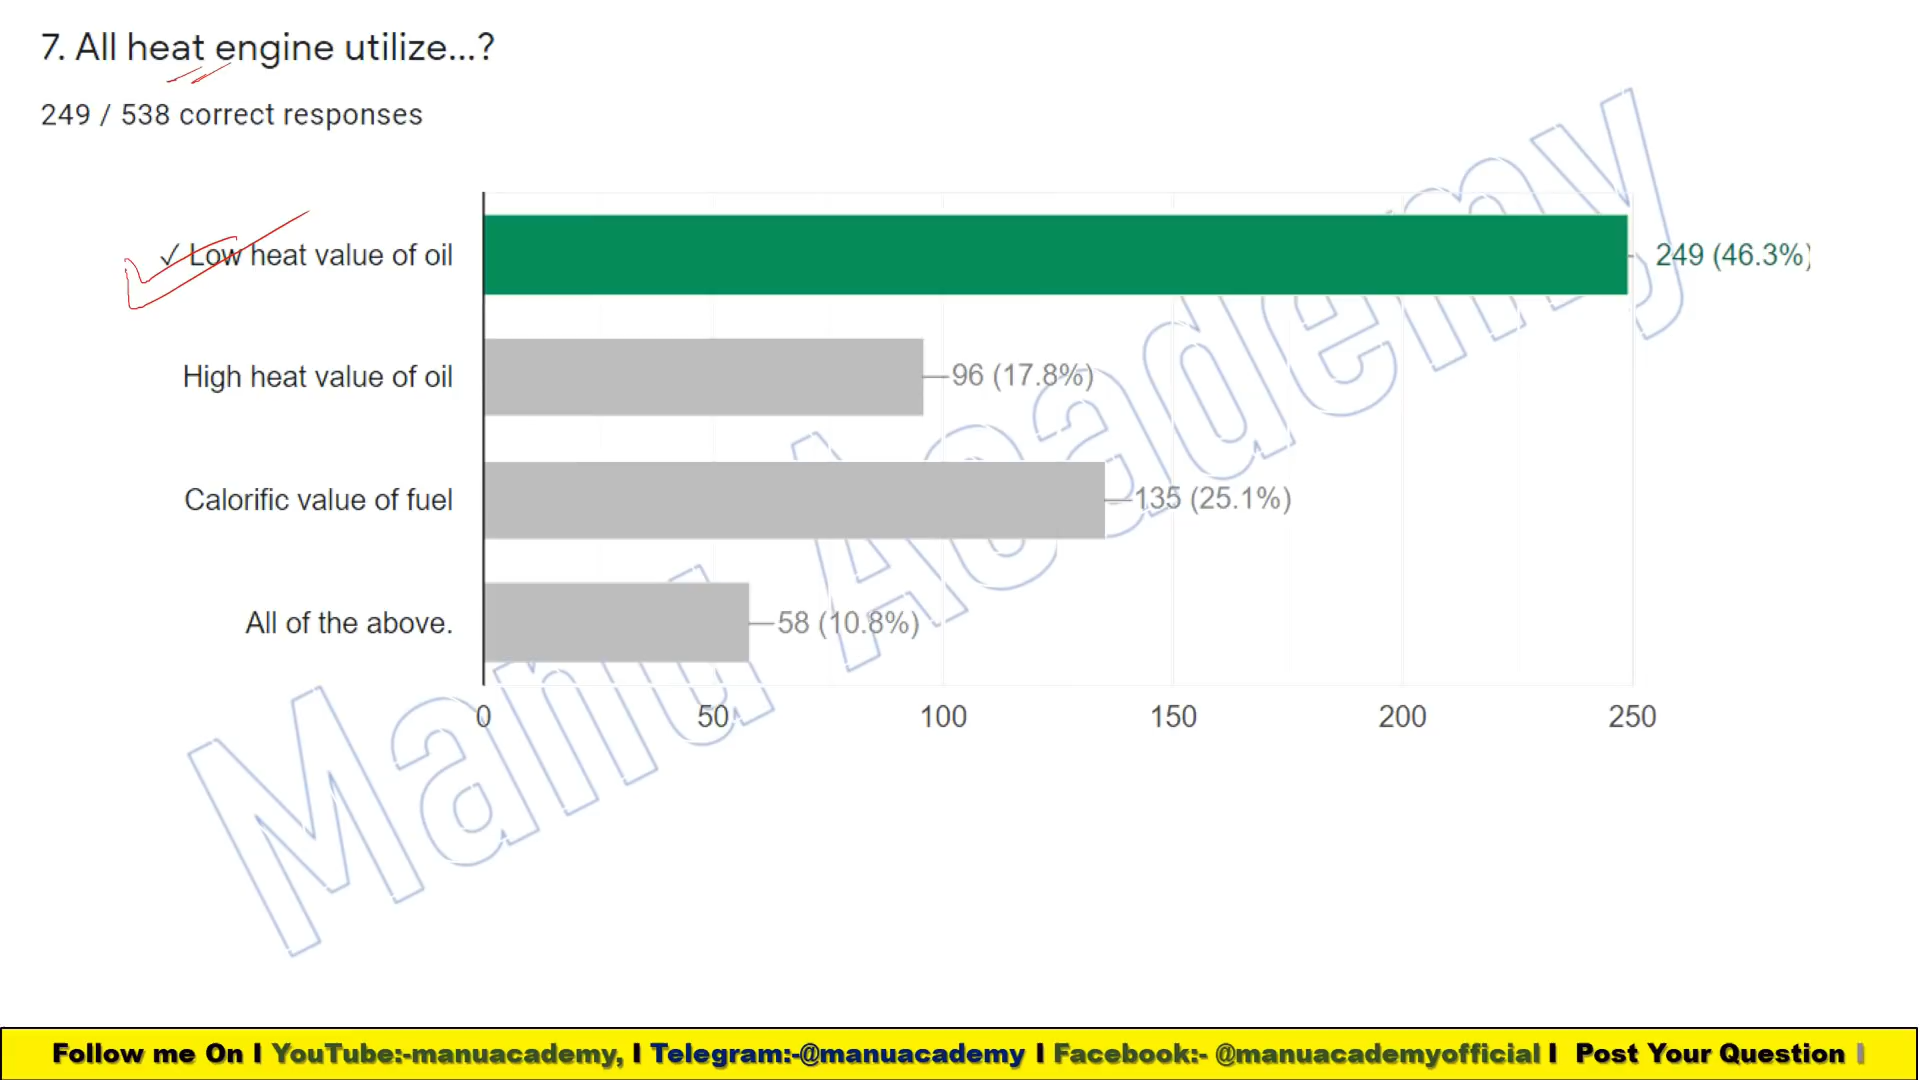 7. All heat engine utilize...?
249 / 538 correct responses
✓ Low heat value of oil
249 (46.3%)
High heat value of oil
96 (17.8%)
Calorific value of fuel
135 (25.1%)
All of the above.
58 (10.8%)
0 50 100 150 200 250
Manu Academy
Follow me On I YouTube:-manuacademy, I Telegram:-@manuacademy I Facebook:- @manuacademyofficial I Post Your Question I